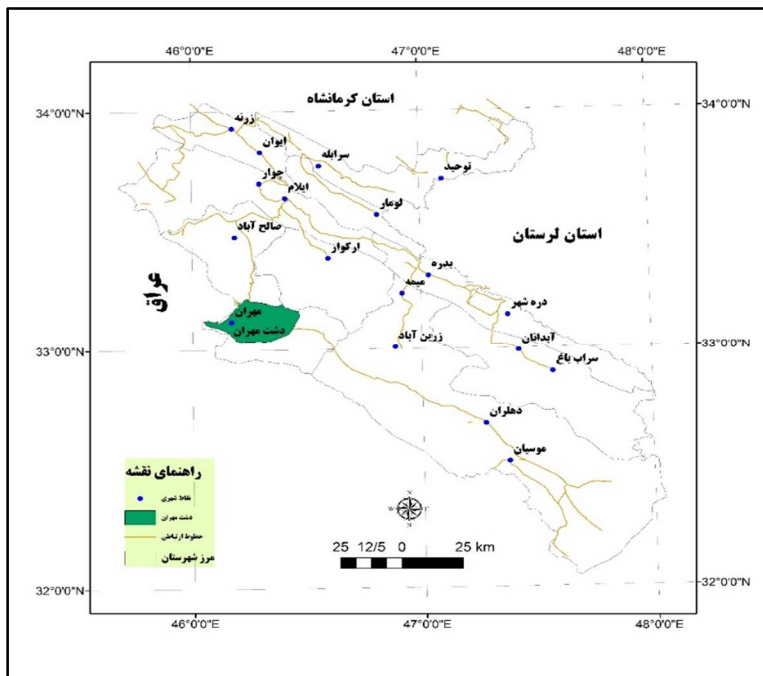 46°0'0"E 47°0'0"E 48°0'0"E
34°0'0"N
34°0'0"N
استان کرمانشاه
زرنه
ایوان
سرابله
توحید
چوار
ایلام
لومار
صالح آباد
ارکواز
استان لرستان
بدره
میمه
عراق
دره شهر
مهران
دشت مهران
آبدانان
زرین آباد
سراب باغ
33°0'0"N
33°0'0"N
دهلران
موسیان
راهنمای نقشه
نقاط شهری
دشت مهران
خطوط ارتباطی
مرز شهرستان
N
W E
S
25 12/5 0 25 km
32°0'0"N
32°0'0"N
46°0'0"E 47°0'0"E 48°0'0"E